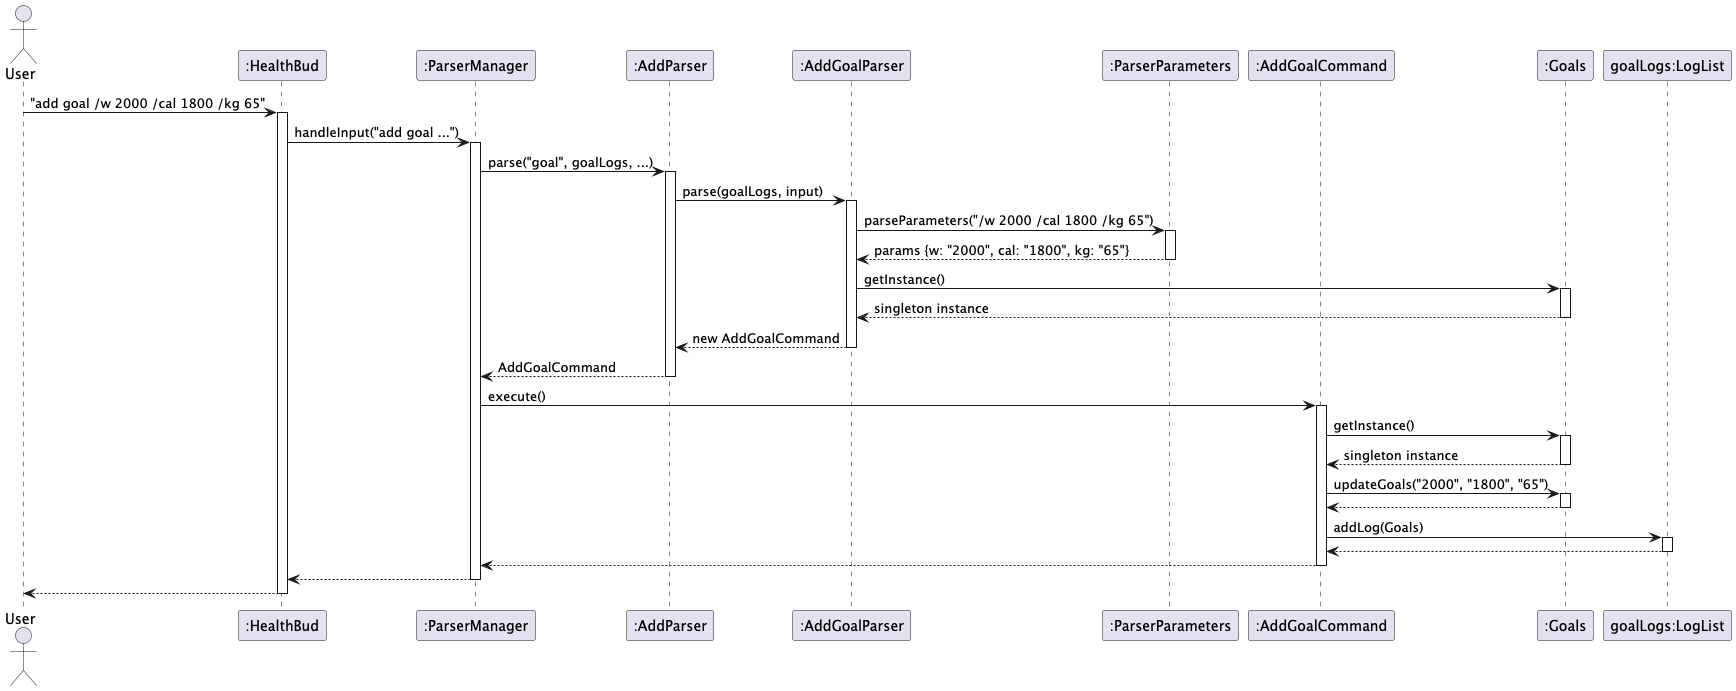 User
:HealthBud
:ParserManager
:AddParser
:AddGoalParser
:ParserParameters
:AddGoalCommand
:Goals
goalLogs:LogList
"add goal /w 2000 /cal 1800 /kg 65"
handleInput("add goal ...")
parse("goal", goalLogs, ...)
parse(goalLogs, input)
parseParameters("/w 2000 /cal 1800 /kg 65")
params {w: "2000", cal: "1800", kg: "65"}
getInstance()
singleton instance
new AddGoalCommand
AddGoalCommand
execute()
getInstance()
singleton instance
updateGoals("2000", "1800", "65")
addLog(Goals)
User
:HealthBud
:ParserManager
:AddParser
:AddGoalParser
:ParserParameters
:AddGoalCommand
:Goals
goalLogs:LogList